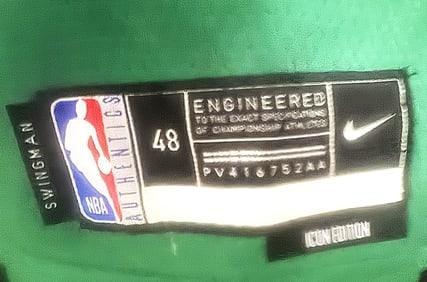 SWINGMAN
NBA
AUTHENTICS
48
ENGINEERED
TO THE EXACT SPECIFICATIONS
OF CHAMPIONSHIP ATHLETES
PV416752AA
ICON EDITION